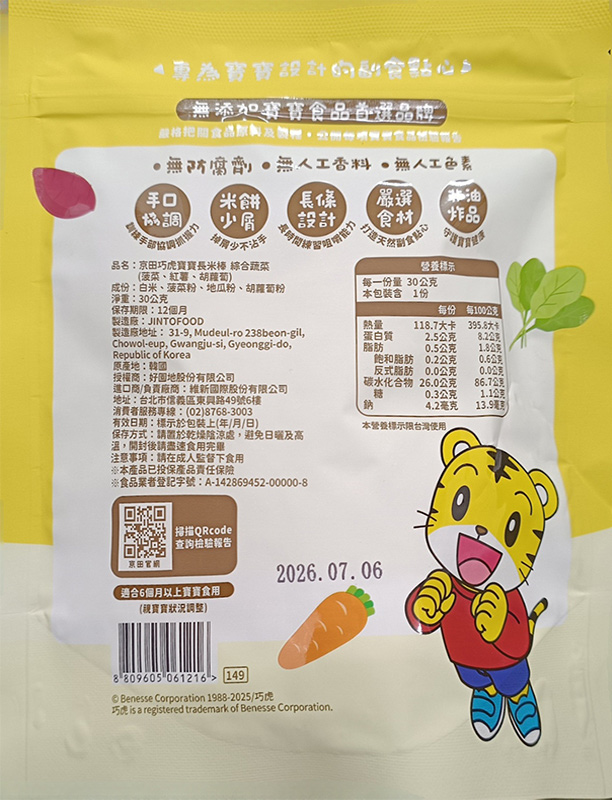 專為寶寶設計的副食點心
無添加寶寶食品首選品牌
•無防腐劑 •無人工香料 •無人工色素
手口
協調
米餅
少屑
長條
設計
嚴選
食材
非油
炸品
訓練手部協調抓握力
掉屑少不沾手
長時間練習咀嚼能力
打造天然副食點心
守護寶寶健康
品名:京田巧虎寶寶長米棒 綜合蔬菜
(菠菜、紅薯、胡蘿蔔)
成份:白米、菠菜粉、地瓜粉、胡蘿蔔粉
淨重:30公克
保存期限:12個月
製造廠:JINTOFOOD
製造廠地址: 31-9, Mudeul-ro 238beon-gil,
Chowol-eup, Gwangju-si, Gyeonggi-do,
Republic of Korea
原產地:韓國
授權商:好園地股份有限公司
進口商/負責廠商:維新國際股份有限公司
地址:台北市信義區東興路49號6樓
消費者服務專線:(02)8768-3003
有效日期:標示於包裝上(年/月/日)
保存方式:請置於乾燥陰涼處,避免日曬及高
溫,開封後請盡速食用完畢
注意事項:請在成人監督下食用
※本產品已投保產品責任保險
※食品業者登記字號:A-142869452-00000-8
營養標示
每一份量 30公克
本包裝含 1份
每份 每100公克
熱量 118.7大卡 395.8大卡
蛋白質 2.5公克 8.2公克
脂肪 0.5公克 1.8公克
飽和脂肪 0.2公克 0.6公克
反式脂肪 0.0公克 0.0公克
碳水化合物 26.0公克 86.7公克
糖 0.3公克 1.1公克
鈉 4.2毫克 13.9毫克
本營養標示限台灣使用
京田官網
掃描QRcode
查詢檢驗報告
2026.07.06
適合6個月以上寶寶食用
(視寶寶狀況調整)
8 809605 061216 >
149
© Benesse Corporation 1988-2025/巧虎
巧虎 is a registered trademark of Benesse Corporation.